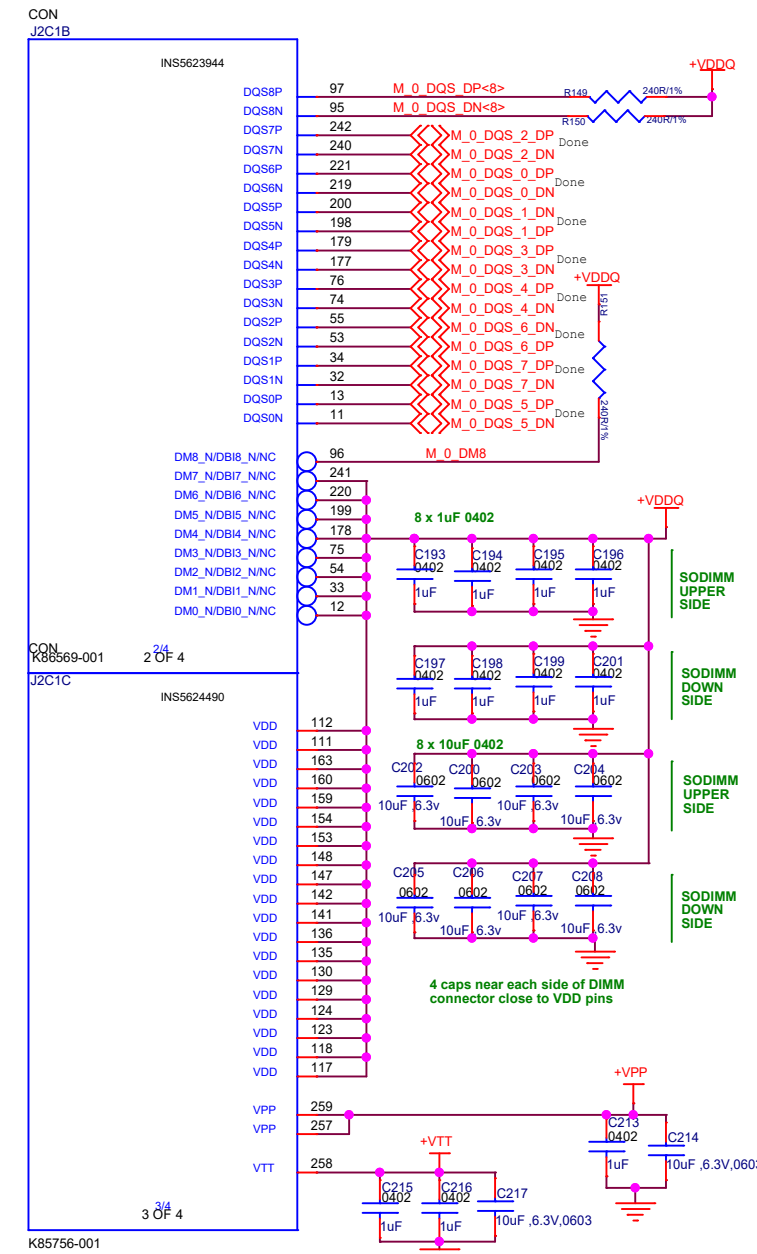 CON
J2C1B
INS5623944
+VDDQ
DQS8P 97 M_0_DQS_DP<8> R149 240R/1%
DQS8N 95 M_0_DQS_DN<8> R150 240R/1%
DQS7P 242 M_0_DQS_2_DP Done
DQS7N 240 M_0_DQS_2_DN
DQS6P 221 M_0_DQS_0_DP Done
DQS6N 219 M_0_DQS_0_DN
DQS5P 200 M_0_DQS_1_DN Done
DQS5N 198 M_0_DQS_1_DP
DQS4P 179 M_0_DQS_3_DP Done
DQS4N 177 M_0_DQS_3_DN +VDDQ
DQS3P 76 M_0_DQS_4_DP Done R151
DQS3N 74 M_0_DQS_4_DN
DQS2P 55 M_0_DQS_6_DN Done
DQS2N 53 M_0_DQS_6_DP
DQS1P 34 M_0_DQS_7_DP Done
DQS1N 32 M_0_DQS_7_DN
DQS0P 13 M_0_DQS_5_DP Done
DQS0N 11 M_0_DQS_5_DN 240R/1%
DM8_N/DBI8_N/NC 96 M_0_DM8
DM7_N/DBI7_N/NC 241
DM6_N/DBI6_N/NC 220 +VDDQ
DM5_N/DBI5_N/NC 199 8 x 1uF 0402
DM4_N/DBI4_N/NC 178
DM3_N/DBI3_N/NC 75
DM2_N/DBI2_N/NC 54
DM1_N/DBI1_N/NC 33
DM0_N/DBI0_N/NC 12
C193 C194 C195 C196
0402 0402 0402 0402
1uF 1uF 1uF 1uF
SODIMM
UPPER
SIDE
CON
K86569-001
2/4
2 OF 4
C197 C198 C199 C201
0402 0402 0402 0402
1uF 1uF 1uF 1uF
SODIMM
DOWN
SIDE
J2C1C
INS5624490
VDD 112
VDD 111
VDD 163
VDD 160
VDD 159
VDD 154
VDD 153
VDD 148
VDD 147
VDD 142
VDD 141
VDD 136
VDD 135
VDD 130
VDD 129
VDD 124
VDD 123
VDD 118
VDD 117
8 x 10uF 0402
C202 C200 C203 C204
0602 0602 0602 0602
10uF ,6.3v 10uF ,6.3v 10uF ,6.3v 10uF ,6.3v
SODIMM
UPPER
SIDE
C205 C206 C207 C208
0602 0602 0602 0602
10uF ,6.3v 10uF ,6.3v 10uF ,6.3v 10uF ,6.3v
SODIMM
DOWN
SIDE
4 caps near each side of DIMM
connector close to VDD pins
+VPP
VPP 259
VPP 257
C213
0402
1uF
C214
10uF ,6.3V,060
+VTT
VTT 258
C215 C216 C217
0402 0402
1uF 1uF 10uF ,6.3V,0603
3/4
3 OF 4
K85756-001